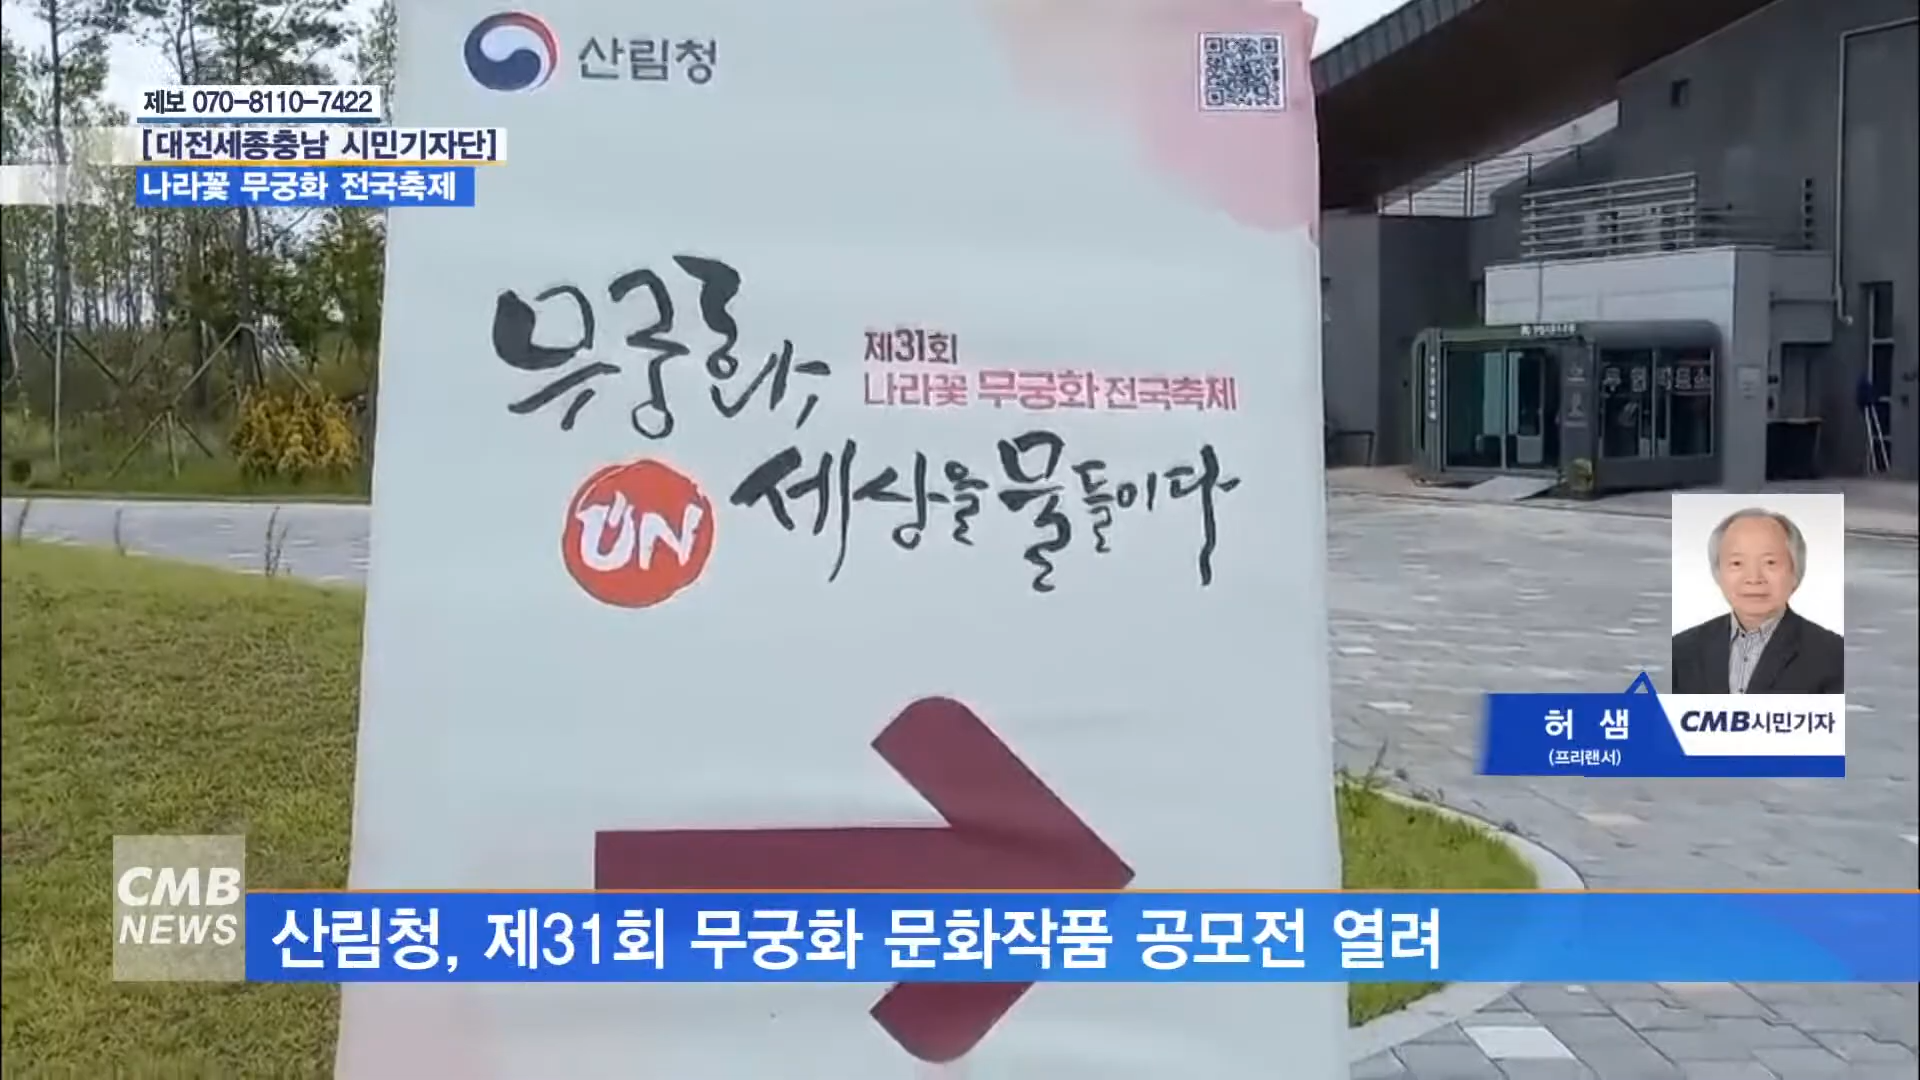 산림청
제보 070-8110-7422
[대전세종충남 시민기자단]
나라꽃 무궁화 전국축제
무궁화,
제31회
나라꽃 무궁화 전국축제
ON 세상을 물들이다
허 샘
(프리랜서)
CMB시민기자
CMB
NEWS
산림청, 제31회 무궁화 문화작품 공모전 열려